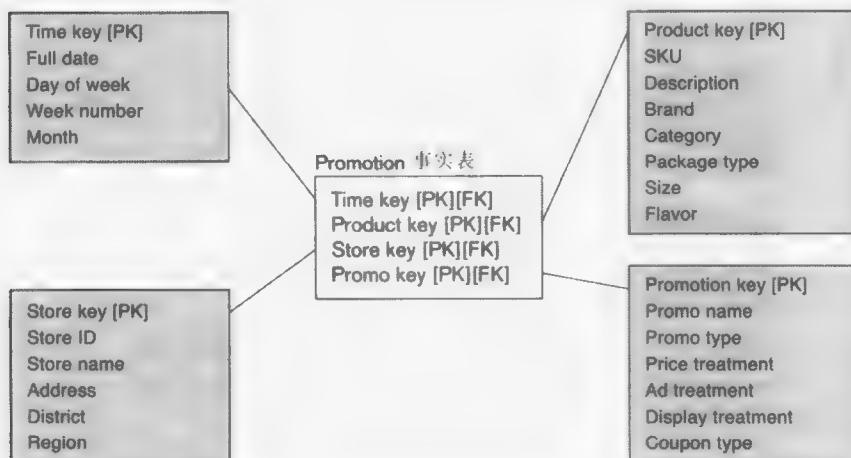 Time key [PK]
Full date
Day of week
Week number
Month
Product key [PK]
SKU
Description
Brand
Category
Package type
Size
Flavor
Promotion 事实表
Time key [PK][FK]
Product key [PK][FK]
Store key [PK][FK]
Promo key [PK][FK]
Store key [PK]
Store ID
Store name
Address
District
Region
Promotion key [PK]
Promo name
Promo type
Price treatment
Ad treatment
Display treatment
Coupon type